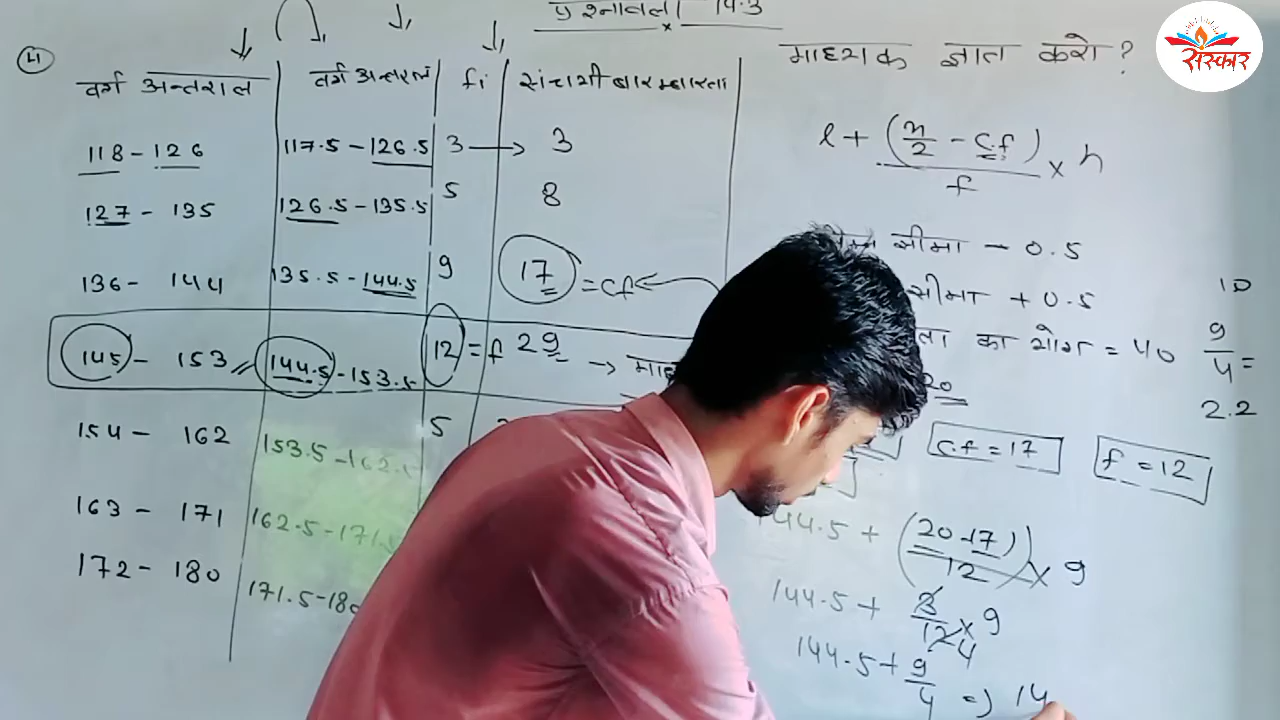 प्रश्नावली 14.3
संस्कार
माध्यक ज्ञात करो ?
41
वर्ग अन्तराल वर्ग अन्तराल fi संचायी बारम्बारता
118 - 126 117.5 - 126.5 3 → 3
127 - 135 126.5 - 135.5 5 8
136 - 144 135.5 - 144.5 9 17 = cf
145 - 153 144.5 - 153.5 12 = f 29 →
154 - 162 153.5 - 162.5 5
163 - 171 162.5 - 171.5
172 - 180 171.5 - 180
l + (n/2 - c.f) / f × h
सीमा - 0.5
सीमा + 0.5
का योग = 40
20
10
9/4 =
2.2
c.f = 17 f = 12
144.5 + (20 - 17 / 12) × 9
144.5 + 3/12 × 9
4
144.5 + 9/4 => 14